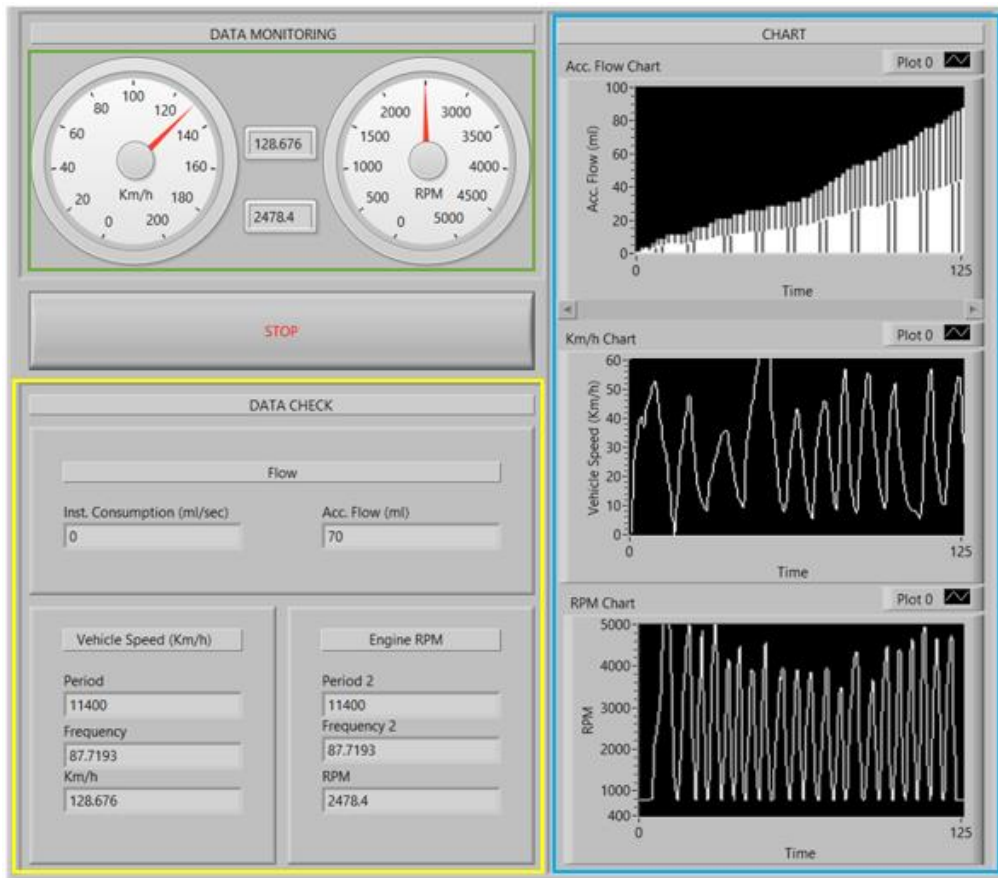 DATA MONITORING
0
20
40
60
80
100
120
140
160
180
200
Km/h
128.676
2478.4
0
500
1000
1500
2000
3000
3500
4000
4500
5000
RPM
STOP
DATA CHECK
Flow
Inst. Consumption (ml/sec) Acc. Flow (ml)
0 70
Vehicle Speed (Km/h) Engine RPM
Period Period 2
11400 11400
Frequency Frequency 2
87.7193 87.7193
Km/h RPM
128.676 2478.4
CHART
Acc. Flow Chart Plot 0
Acc. Flow (ml)
100
80
60
40
20
0
0 125
Time
Km/h Chart Plot 0
Vehicle Speed (Km/h)
60
50
40
30
20
10
0
0 125
Time
RPM Chart Plot 0
RPM
5000
4000
3000
2000
1000
400
0 125
Time